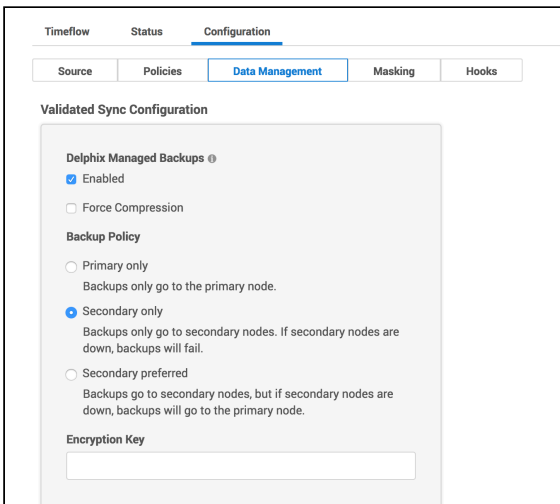 Timeflow Status Configuration
Source Policies Data Management Masking Hooks
Validated Sync Configuration
Delphix Managed Backups
Enabled
Force Compression
Backup Policy
Primary only
Backups only go to the primary node.
Secondary only
Backups only go to secondary nodes. If secondary nodes are
down, backups will fail.
Secondary preferred
Backups go to secondary nodes, but if secondary nodes are
down, backups will go to the primary node.
Encryption Key